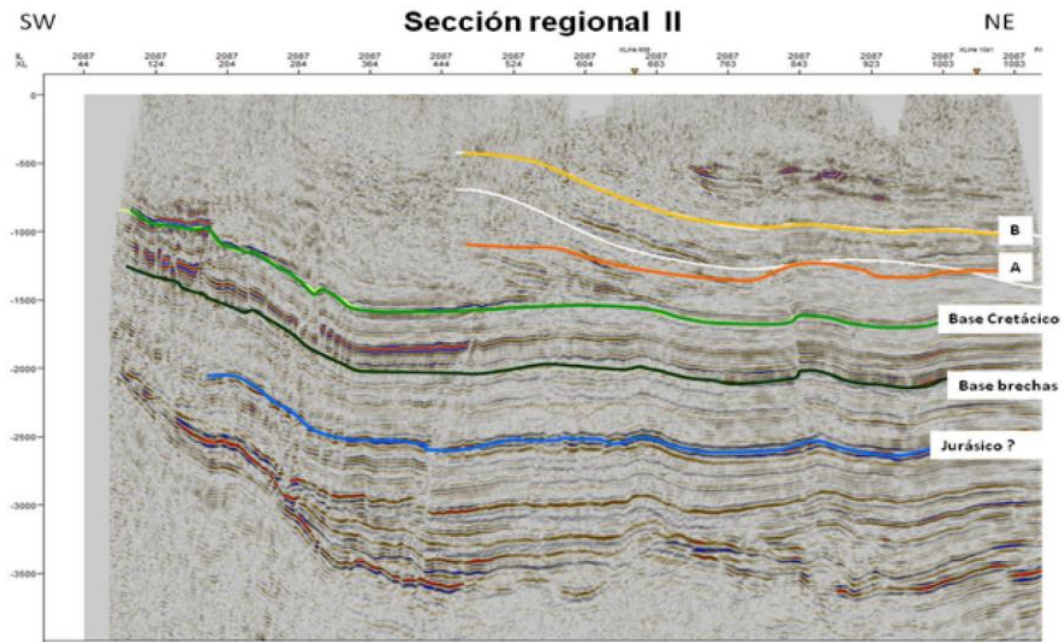 SW Sección regional II NE
XLine 1091
IL 2087 2087 2087 2087 2087 2087 2087 2087 2087 2087 2087 2087 2087 2087
XL 44 124 204 284 364 444 524 604 683 763 843 923 1003 1083
0
-500
-1000
B
A
-1500
Base Cretácico
-2000
Base brechas
-2500
Jurásico ?
-3000
-3500